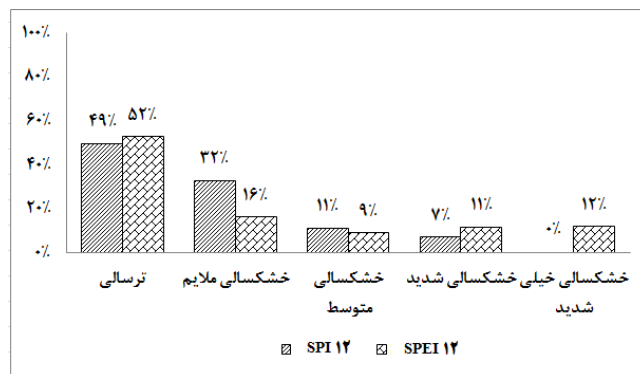 ۱۰۰٪
۸۰٪
۶۰٪
۴۰٪
۲۰٪
۰٪
۴۹٪
۵۲٪
۳۲٪
۱۶٪
۱۱٪
۹٪
۷٪
۱۱٪
۰٪
۱۲٪
ترسالی
خشکسالی ملایم
خشکسالی
متوسط
خشکسالی شدید
خشکسالی خیلی
شدید
SPI ۱۲
SPEI ۱۲